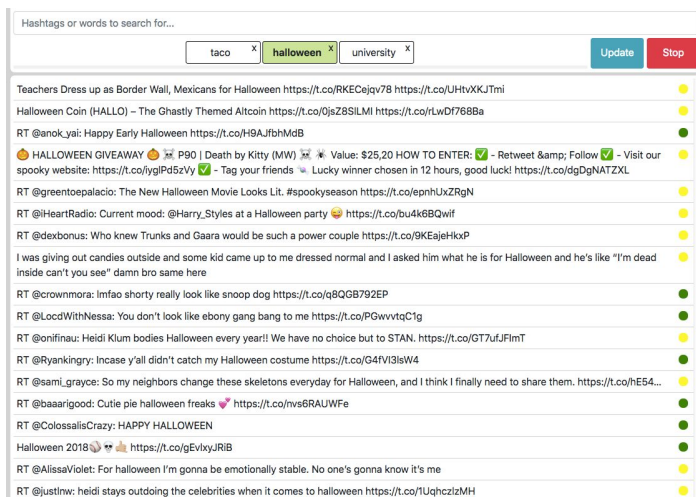 Hashtags or words to search for...
taco x halloween x university x Update Stop
Teachers Dress up as Border Wall, Mexicans for Halloween https://t.co/RKECejqv78 https://t.co/UHtvXKJTmi
Halloween Coin (HALLO) – The Ghastly Themed Altcoin https://t.co/0jsZ8SlLMI https://t.co/rLwDf768Ba
RT @anok_yai: Happy Early Halloween https://t.co/H9AJfbhMdB
🎃 HALLOWEEN GIVEAWAY 🎃 ☠️ P90 | Death by Kitty (MW) ☠️ 🕷 Value: $25,20 HOW TO ENTER: ✅ - Retweet &amp; Follow ✅ - Visit our
spooky website: https://t.co/iyglPd5zVy ✅ - Tag your friends 👻 Lucky winner chosen in 12 hours, good luck! https://t.co/dgDgNATZXL
RT @greentoepalacio: The New Halloween Movie Looks Lit. #spookyseason https://t.co/epnhUxZRgN
RT @iHeartRadio: Current mood: @Harry_Styles at a Halloween party 😜 https://t.co/bu4k6BQwif
RT @dexbonus: Who knew Trunks and Gaara would be such a power couple https://t.co/9KEajeHkxP
I was giving out candies outside and some kid came up to me dressed normal and I asked him what he is for Halloween and he's like “I'm dead
inside can't you see” damn bro same here
RT @crownmora: lmfao shorty really look like snoop dog https://t.co/q8QGB792EP
RT @LocdWithNessa: You don't look like ebony gang bang to me https://t.co/PGwvvtqC1g
RT @onifinau: Heidi Klum bodies Halloween every year!! We have no choice but to STAN. https://t.co/GT7ufJFlmT
RT @Ryankingry: Incase y'all didn't catch my Halloween costume https://t.co/G4fVI3lsW4
RT @sami_grayce: So my neighbors change these skeletons everyday for Halloween, and I think I finally need to share them. https://t.co/hE54...
RT @baaarigood: Cutie pie halloween freaks 💕 https://t.co/nvs6RAUWFe
RT @ColossalisCrazy: HAPPY HALLOWEEN
Halloween 2018⚾💀🤙🏼 https://t.co/gEvlxyJRiB
RT @AlissaViolet: For halloween I'm gonna be emotionally stable. No one's gonna know it's me
RT @justlnw: heidi stays outdoing the celebrities when it comes to halloween https://t.co/1UqhczlzMH